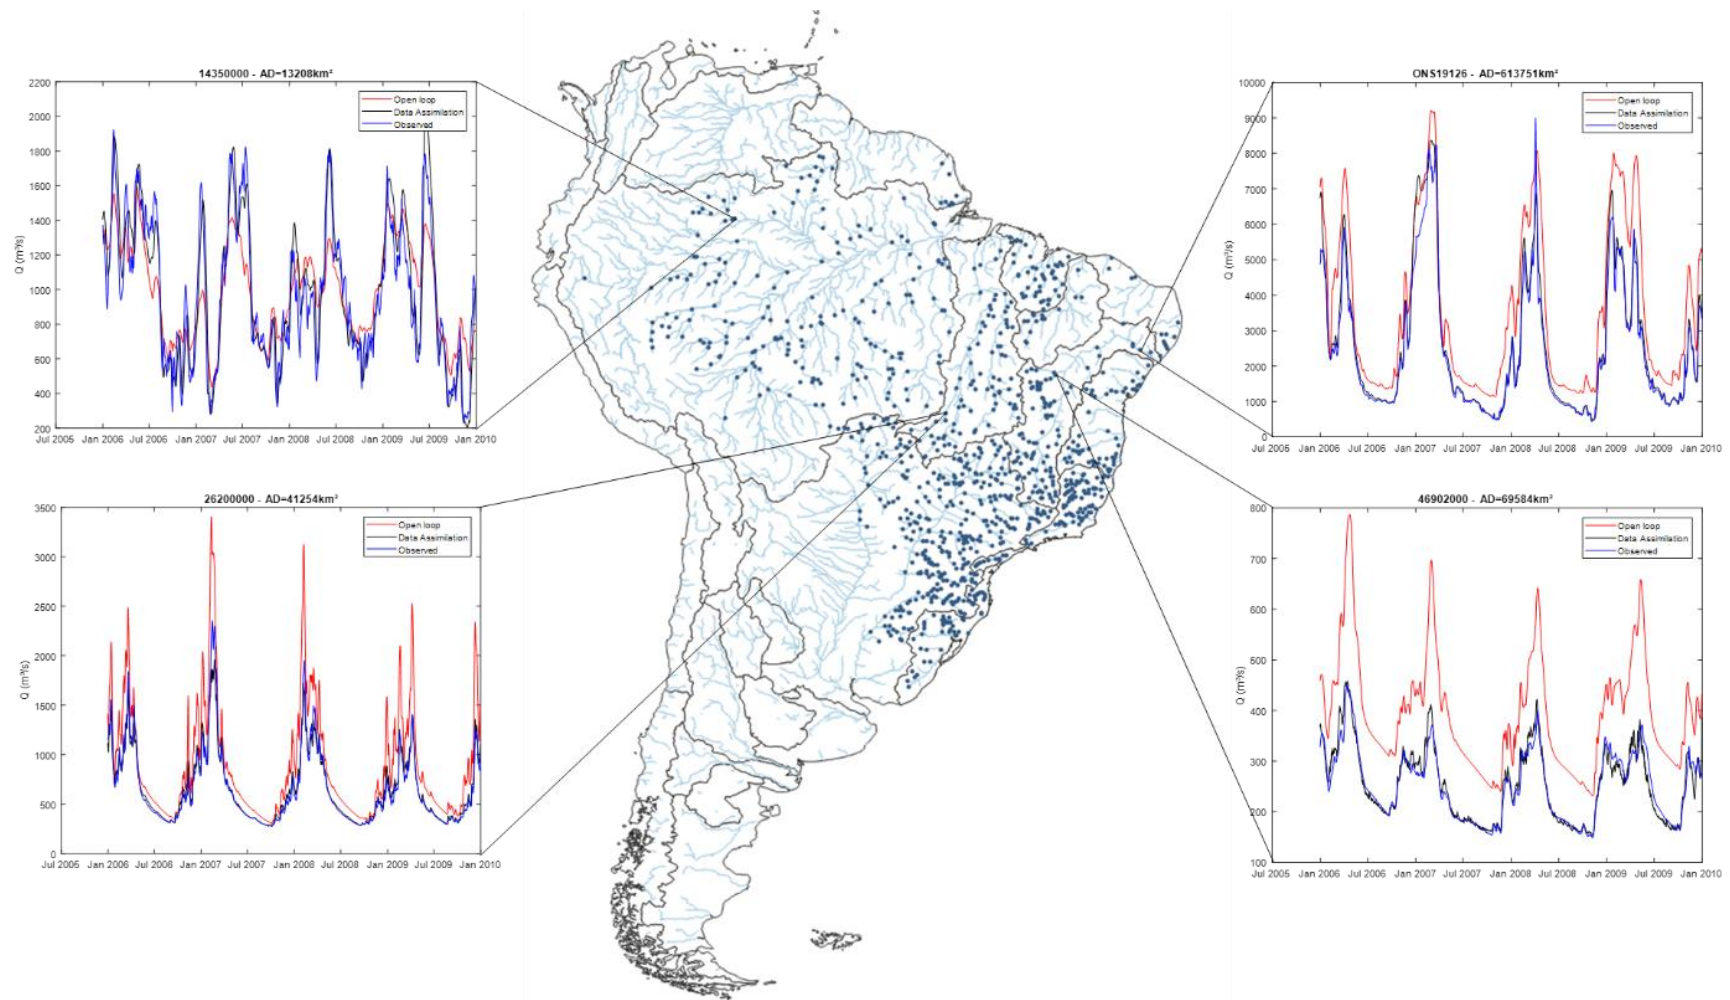 14350000 - AD=13208km²
Q (m³/s)
2200
2000
1800
1600
1400
1200
1000
800
600
400
200
Open loop
Data Assimilation
Observed
Jul 2005 Jan 2006 Jul 2006 Jan 2007 Jul 2007 Jan 2008 Jul 2008 Jan 2009 Jul 2009 Jan 2010
26200000 - AD=41254km²
Q (m³/s)
3500
3000
2500
2000
1500
1000
500
0
Open loop
Data Assimilation
Observed
Jul 2005 Jan 2006 Jul 2006 Jan 2007 Jul 2007 Jan 2008 Jul 2008 Jan 2009 Jul 2009 Jan 2010
ONS19126 - AD=613751km²
Q (m³/s)
10000
9000
8000
7000
6000
5000
4000
3000
2000
1000
0
Open loop
Data Assimilation
Observed
Jul 2005 Jan 2006 Jul 2006 Jan 2007 Jul 2007 Jan 2008 Jul 2008 Jan 2009 Jul 2009 Jan 2010
46902000 - AD=69584km²
Q (m³/s)
800
700
600
500
400
300
200
100
Open loop
Data Assimilation
Observed
Jul 2005 Jan 2006 Jul 2006 Jan 2007 Jul 2007 Jan 2008 Jul 2008 Jan 2009 Jul 2009 Jan 2010